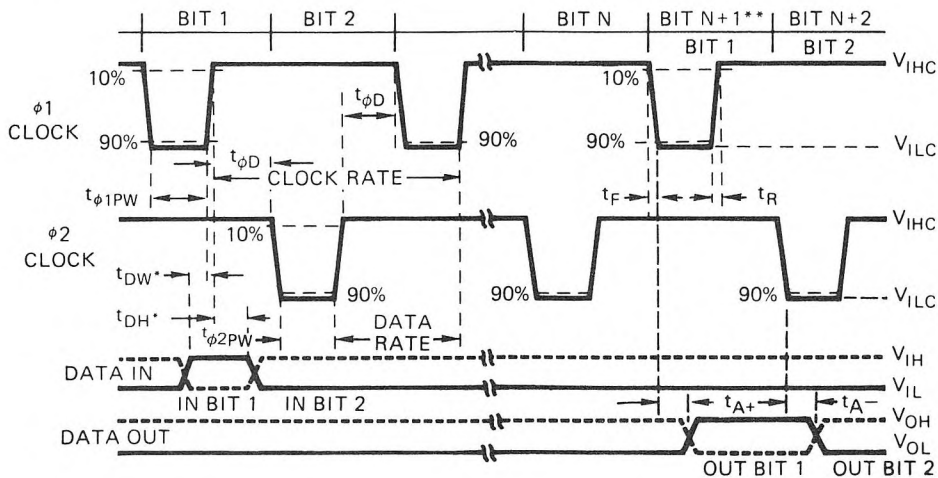 BIT 1 BIT 2 BIT N BIT N+1** BIT N+2
BIT 1 BIT 2
V_IHC
10% 10%
t_φD
φ1
CLOCK
90% 90% 90%
V_ILC
t_φD
CLOCK RATE
t_φ1PW t_F t_R
V_IHC
10%
φ2
CLOCK
t_DW*
90% 90% 90%
V_ILC
t_DH*
t_φ2PW
DATA
RATE
V_IH
DATA IN
V_IL
IN BIT 1 IN BIT 2
t_A+ t_A−
V_OH
DATA OUT
V_OL
OUT BIT 1 OUT BIT 2